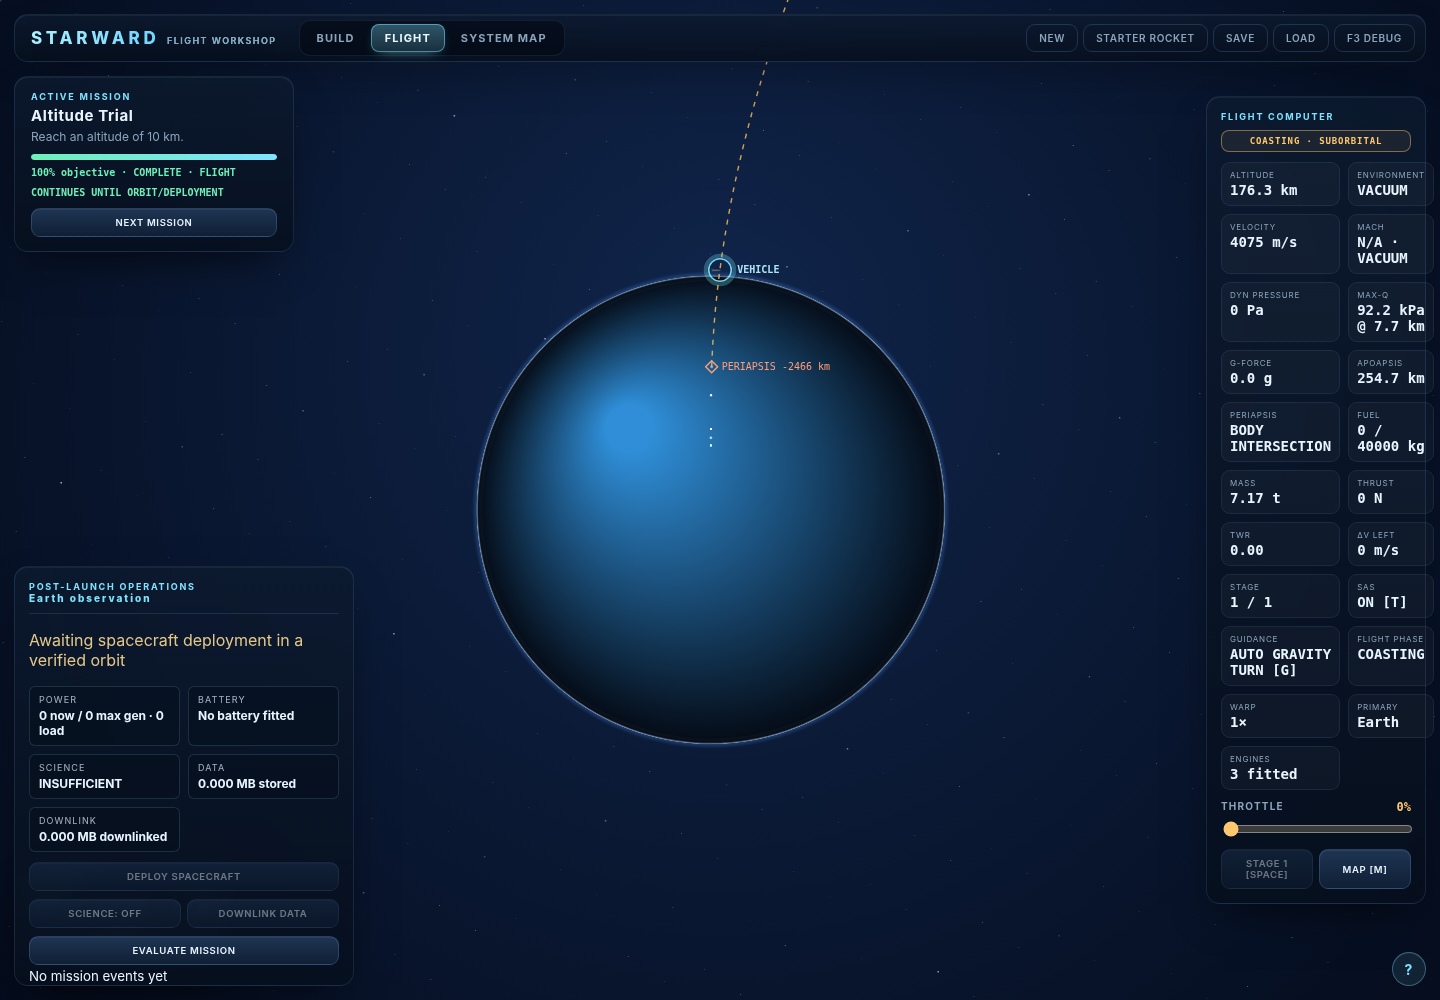 STARWARD FLIGHT WORKSHOP
BUILD
FLIGHT
SYSTEM MAP
NEW
STARTER ROCKET
SAVE
LOAD
F3 DEBUG
ACTIVE MISSION
Altitude Trial
Reach an altitude of 10 km.
100% objective · COMPLETE · FLIGHT
CONTINUES UNTIL ORBIT/DEPLOYMENT
NEXT MISSION
VEHICLE
PERIAPSIS -2466 km
POST-LAUNCH OPERATIONS
Earth observation
Awaiting spacecraft deployment in a
verified orbit
POWER
0 now / 0 max gen · 0
load
BATTERY
No battery fitted
SCIENCE
INSUFFICIENT
DATA
0.000 MB stored
DOWNLINK
0.000 MB downlinked
DEPLOY SPACECRAFT
SCIENCE: OFF
DOWNLINK DATA
EVALUATE MISSION
No mission events yet
FLIGHT COMPUTER
COASTING · SUBORBITAL
ALTITUDE
176.3 km
ENVIRONMENT
VACUUM
VELOCITY
4075 m/s
MACH
N/A ·
VACUUM
DYN PRESSURE
0 Pa
MAX-Q
92.2 kPa
@ 7.7 km
G-FORCE
0.0 g
APOAPSIS
254.7 km
PERIAPSIS
BODY
INTERSECTION
FUEL
0 /
40000 kg
MASS
7.17 t
THRUST
0 N
TWR
0.00
ΔV LEFT
0 m/s
STAGE
1 / 1
SAS
ON [T]
GUIDANCE
AUTO GRAVITY
TURN [G]
FLIGHT PHASE
COASTING
WARP
1×
PRIMARY
Earth
ENGINES
3 fitted
THROTTLE
0%
STAGE 1
[SPACE]
MAP [M]
?